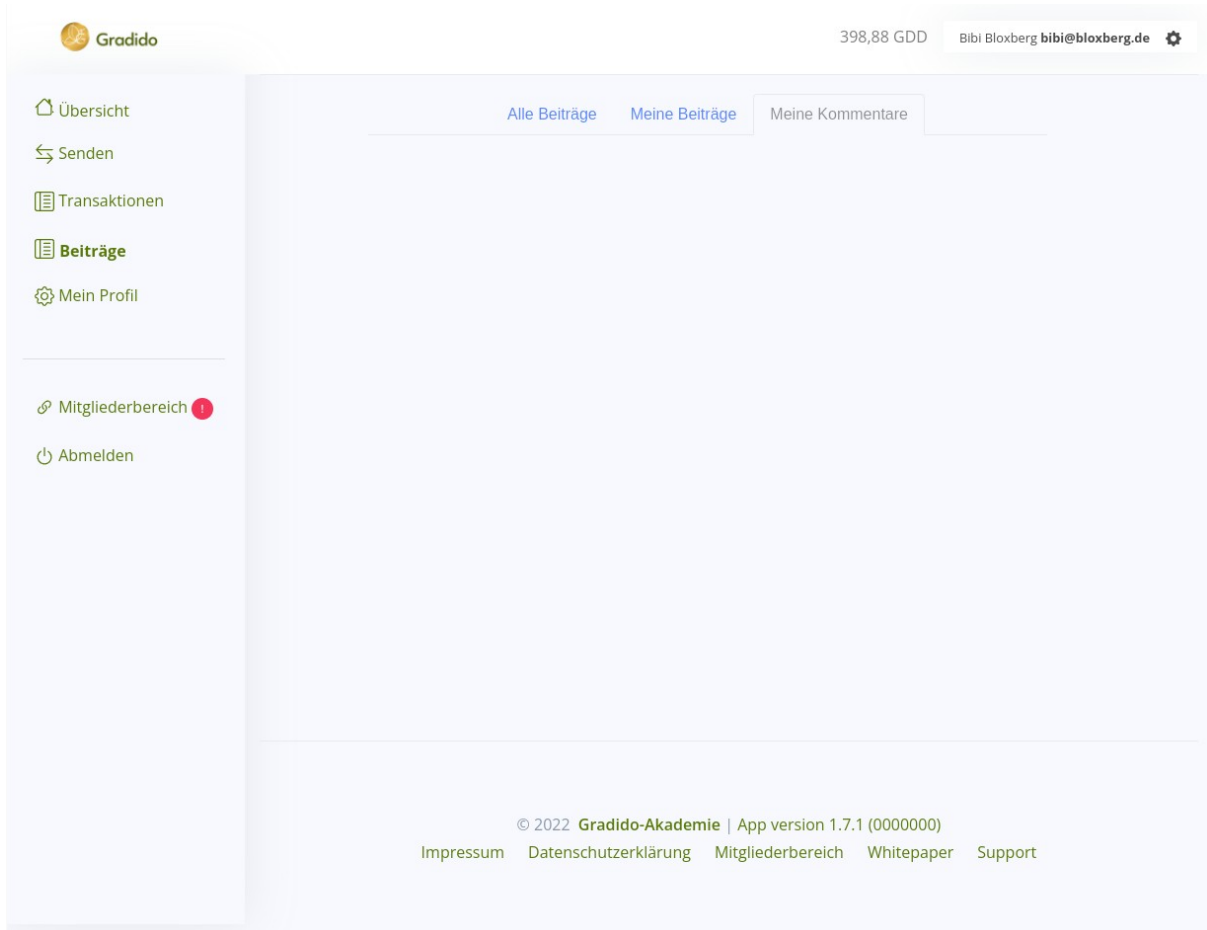 Gradido
398,88 GDD
Bibi Bloxberg bibi@bloxberg.de
Übersicht
Senden
Transaktionen
Beiträge
Mein Profil
Mitgliederbereich !
Abmelden
Alle Beiträge Meine Beiträge Meine Kommentare
© 2022 Gradido-Akademie | App version 1.7.1 (0000000)
Impressum Datenschutzerklärung Mitgliederbereich Whitepaper Support